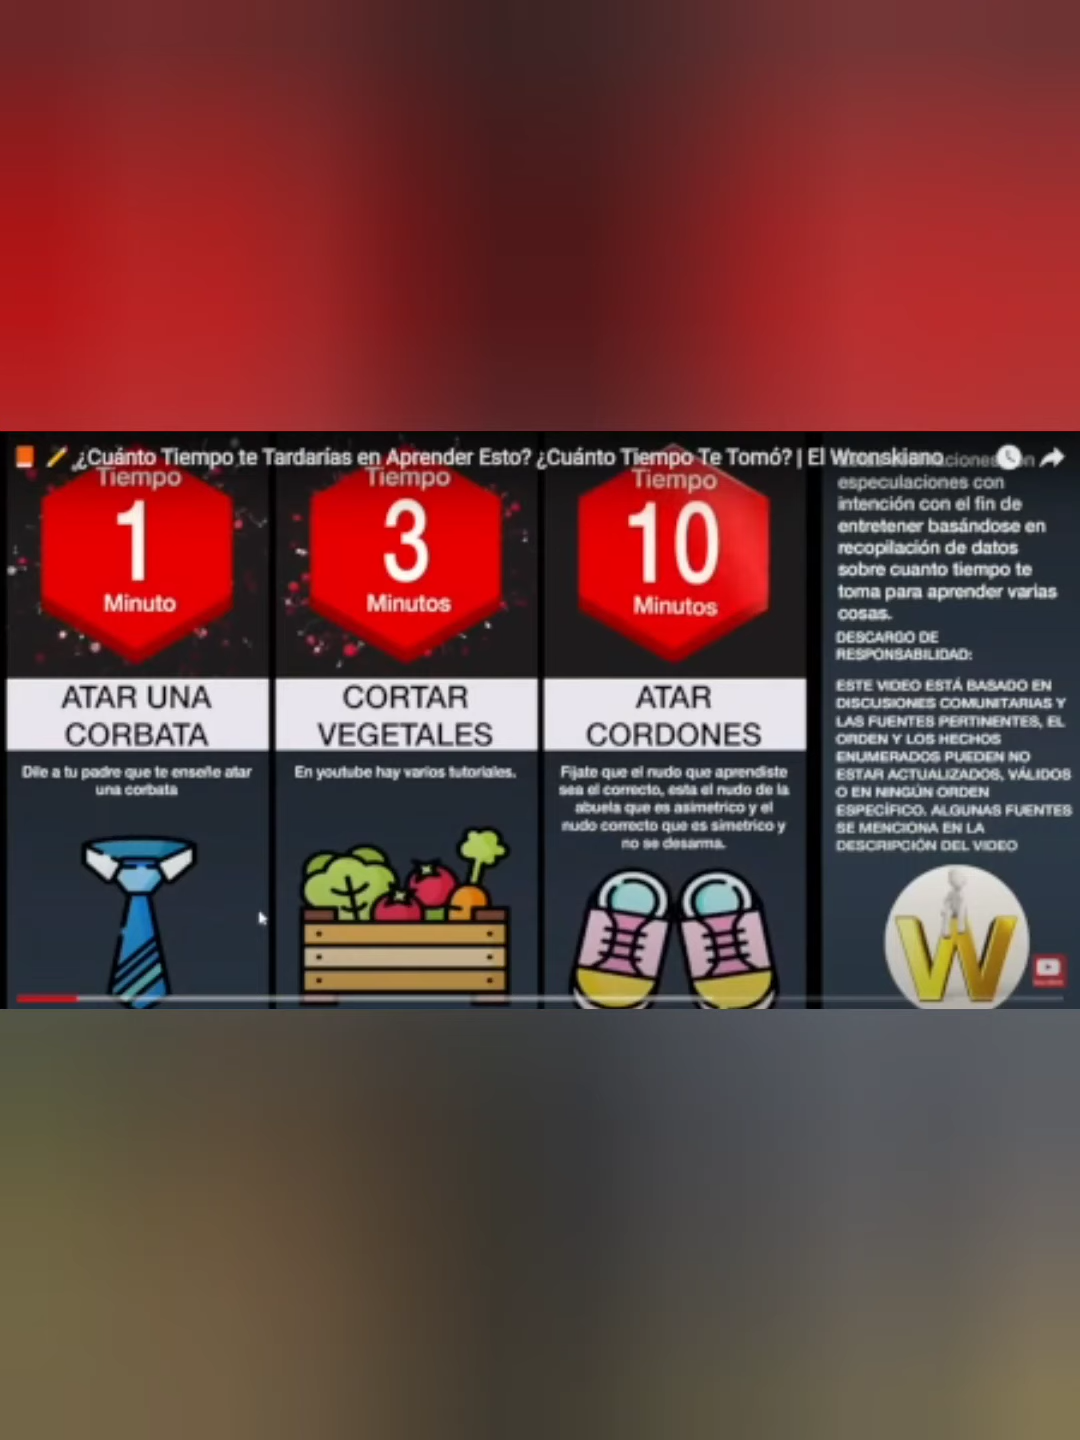 ¿Cuánto Tiempo te Tardarías en Aprender Esto? ¿Cuánto Tiempo Te Tomó? | El Wronskiano
Tiempo
1
Minuto
ATAR UNA
CORBATA
Dile a tu padre que te enseñe atar
una corbata
Tiempo
3
Minutos
CORTAR
VEGETALES
En youtube hay varios tutoriales.
Tiempo
10
Minutos
ATAR
CORDONES
Fijate que el nudo que aprendiste
sea el correcto, esta el nudo de la
abuela que es asimetrico y el
nudo correcto que es simetrico y
no se desarma.
especulaciones con
intención con el fin de
entretener basándose en
recopilación de datos
sobre cuanto tiempo te
toma para aprender varias
cosas.
DESCARGO DE
RESPONSABILIDAD:
ESTE VIDEO ESTÁ BASADO EN
DISCUSIONES COMUNITARIAS Y
LAS FUENTES PERTINENTES, EL
ORDEN Y LOS HECHOS
ENUMERADOS PUEDEN NO
ESTAR ACTUALIZADOS, VÁLIDOS
O EN NINGÚN ORDEN
ESPECÍFICO. ALGUNAS FUENTES
SE MENCIONA EN LA
DESCRIPCIÓN DEL VIDEO
W